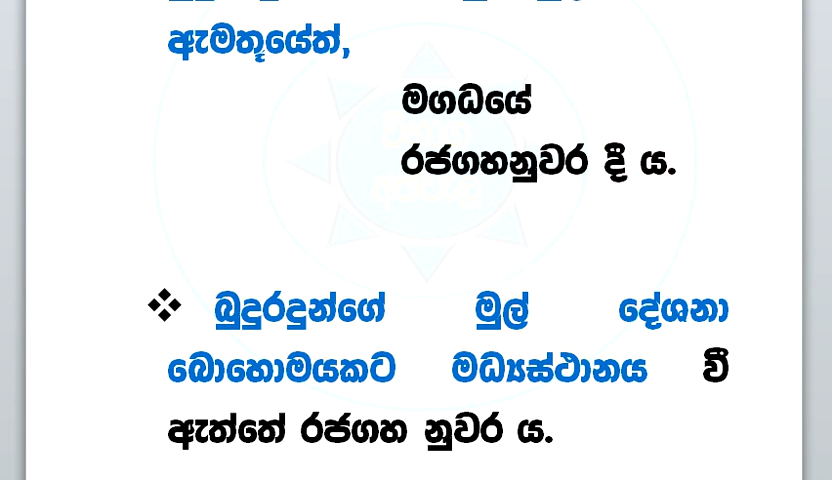 ඇමතූයේත්,
මගධයේ
රජගහනුවර දී ය.
❖ බුදුරදුන්ගේ මුල් දේශනා
බොහොමයකට මධ්‍යස්ථානය වී
ඇත්තේ රජගහ නුවර ය.